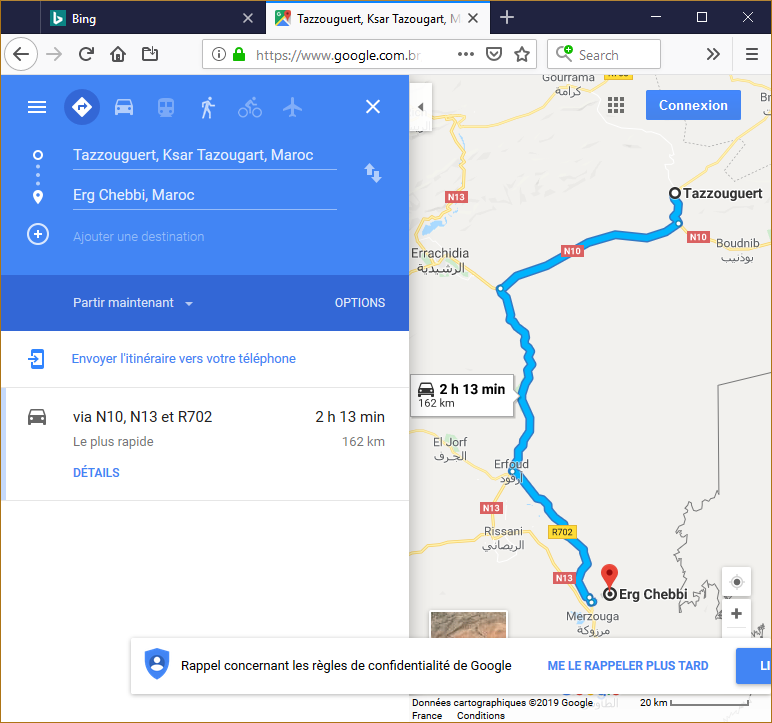 Bing
Tazzouguert, Ksar Tazougart, M
https://www.google.com.br
Search
Tazzouguert, Ksar Tazougart, Maroc
Erg Chebbi, Maroc
Ajouter une destination
Partir maintenant
OPTIONS
Envoyer l'itinéraire vers votre téléphone
via N10, N13 et R702
2 h 13 min
Le plus rapide
162 km
DÉTAILS
Gourrama
كرامة
Connexion
N13
Tazzouguert
N10
Boudnib
بوذنيب
N10
Errachidia
الرشيدية
2 h 13 min
162 km
El Jorf
الجرف
Erfoud
أرفود
N13
Rissani
الريصاني
R702
N13
Erg Chebbi
Merzouga
مرزوكة
Rappel concernant les règles de confidentialité de Google
ME LE RAPPELER PLUS TARD
LI
Données cartographiques ©2019 Google
20 km
France
Conditions